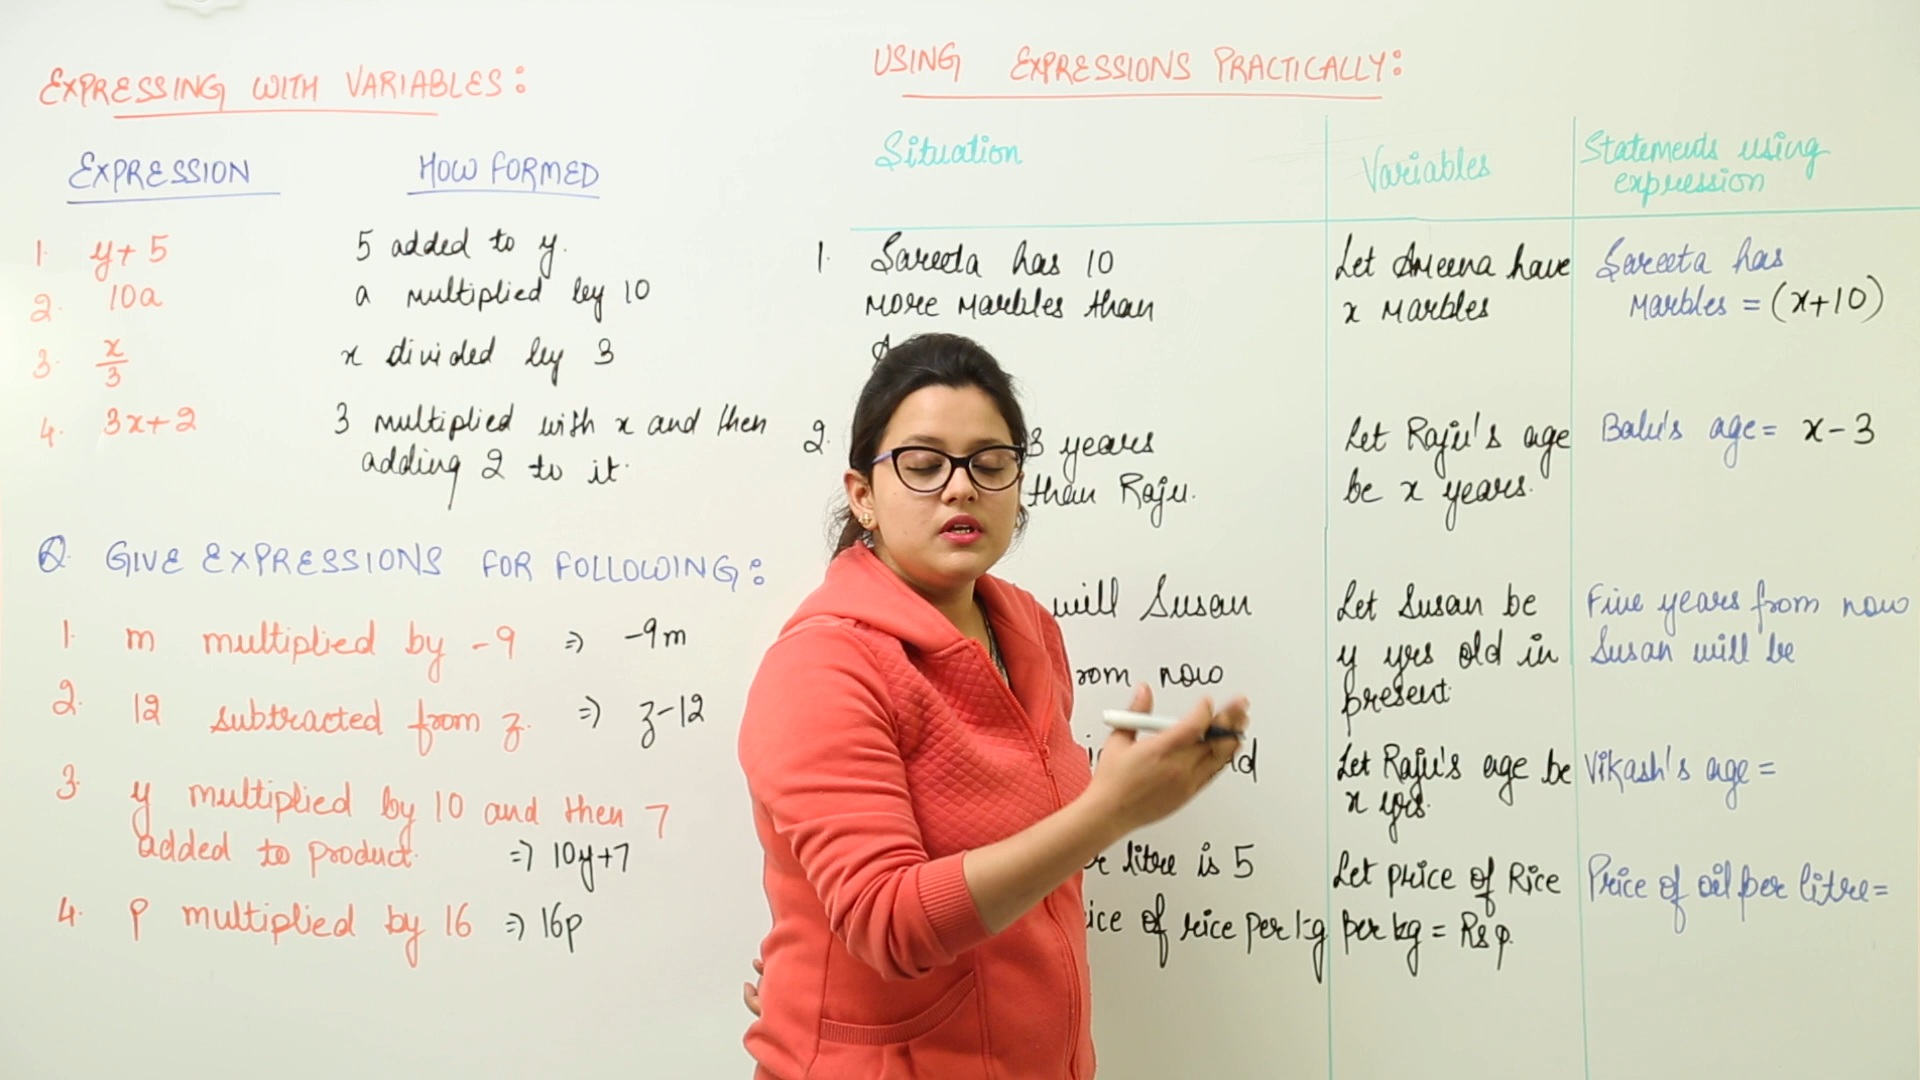 EXPRESSING WITH VARIABLES:
EXPRESSION HOW FORMED
1. y+5 5 added to y.
2. 10a a multiplied by 10
3. x/3 x divided by 3
4. 3x+2 3 multiplied with x and then
adding 2 to it.
Q. GIVE EXPRESSIONS FOR FOLLOWING:
1. m multiplied by -9 => -9m
2. 12 subtracted from z. => z-12
3. y multiplied by 10 and then 7
added to product. => 10y+7
4. p multiplied by 16 => 16p
USING EXPRESSIONS PRACTICALLY:
Situation
Variables
Statements using
expression
1. Sareeta has 10
more marbles than
Let Ameena have
x marbles
Sareeta has
marbles = (x+10)
2. 3 years
than Raju.
Let Raju's age
be x years.
Balu's age = x-3
will Susan
now
Let Susan be
y yrs old in
present.
Five years from now
Susan will be
Let Raju's age be
x yrs.
Vikash's age =
litre is 5
of rice per kg
Let price of Rice
per kg = Rs p.
Price of oil per litre =